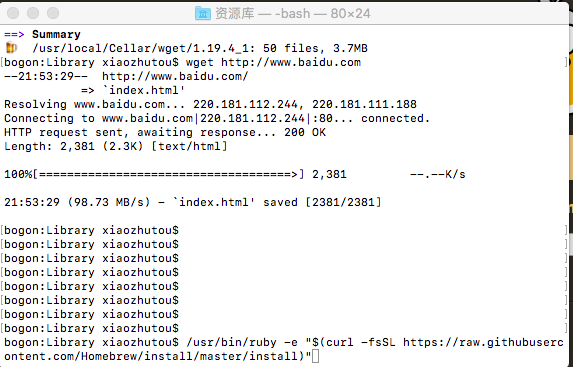 资源库 — -bash — 80×24
==> Summary
🍺  /usr/local/Cellar/wget/1.19.4_1: 50 files, 3.7MB
[bogon:Library xiaozhutou$ wget http://www.baidu.com ]
--21:53:29--  http://www.baidu.com/
           => `index.html'
Resolving www.baidu.com... 220.181.112.244, 220.181.111.188
Connecting to www.baidu.com|220.181.112.244|:80... connected.
HTTP request sent, awaiting response... 200 OK
Length: 2,381 (2.3K) [text/html]
100%[====================================>] 2,381         --.--K/s
21:53:29 (98.73 MB/s) - `index.html' saved [2381/2381]
[bogon:Library xiaozhutou$ ]
[bogon:Library xiaozhutou$ ]
[bogon:Library xiaozhutou$ ]
[bogon:Library xiaozhutou$ ]
[bogon:Library xiaozhutou$ ]
[bogon:Library xiaozhutou$ ]
[bogon:Library xiaozhutou$ ]
[bogon:Library xiaozhutou$ ]
bogon:Library xiaozhutou$ /usr/bin/ruby -e "$(curl -fsSL https://raw.githubuserc
ontent.com/Homebrew/install/master/install)"